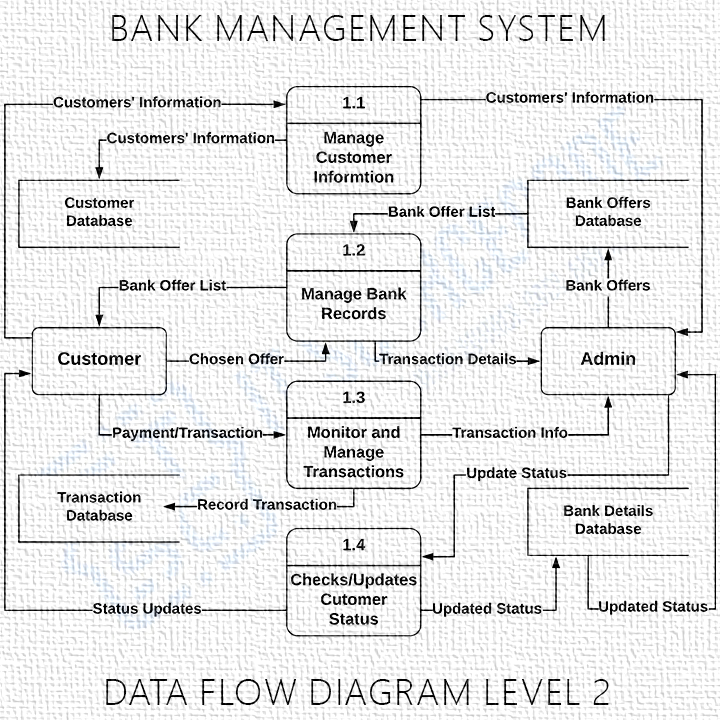 BANK MANAGEMENT SYSTEM
Customers' Information
1.1
Customers' Information
Customers' Information
Manage
Customer
Informtion
Customer
Database
Bank Offer List
Bank Offers
Database
1.2
Bank Offer List
Manage Bank
Records
Bank Offers
Customer
Chosen Offer
Transaction Details
Admin
1.3
Payment/Transaction
Monitor and
Manage
Transactions
Transaction Info
Update Status
Transaction
Database
Record Transaction
Bank Details
Database
1.4
Checks/Updates
Cutomer
Status
Status Updates
Updated Status
Updated Status
DATA FLOW DIAGRAM LEVEL 2